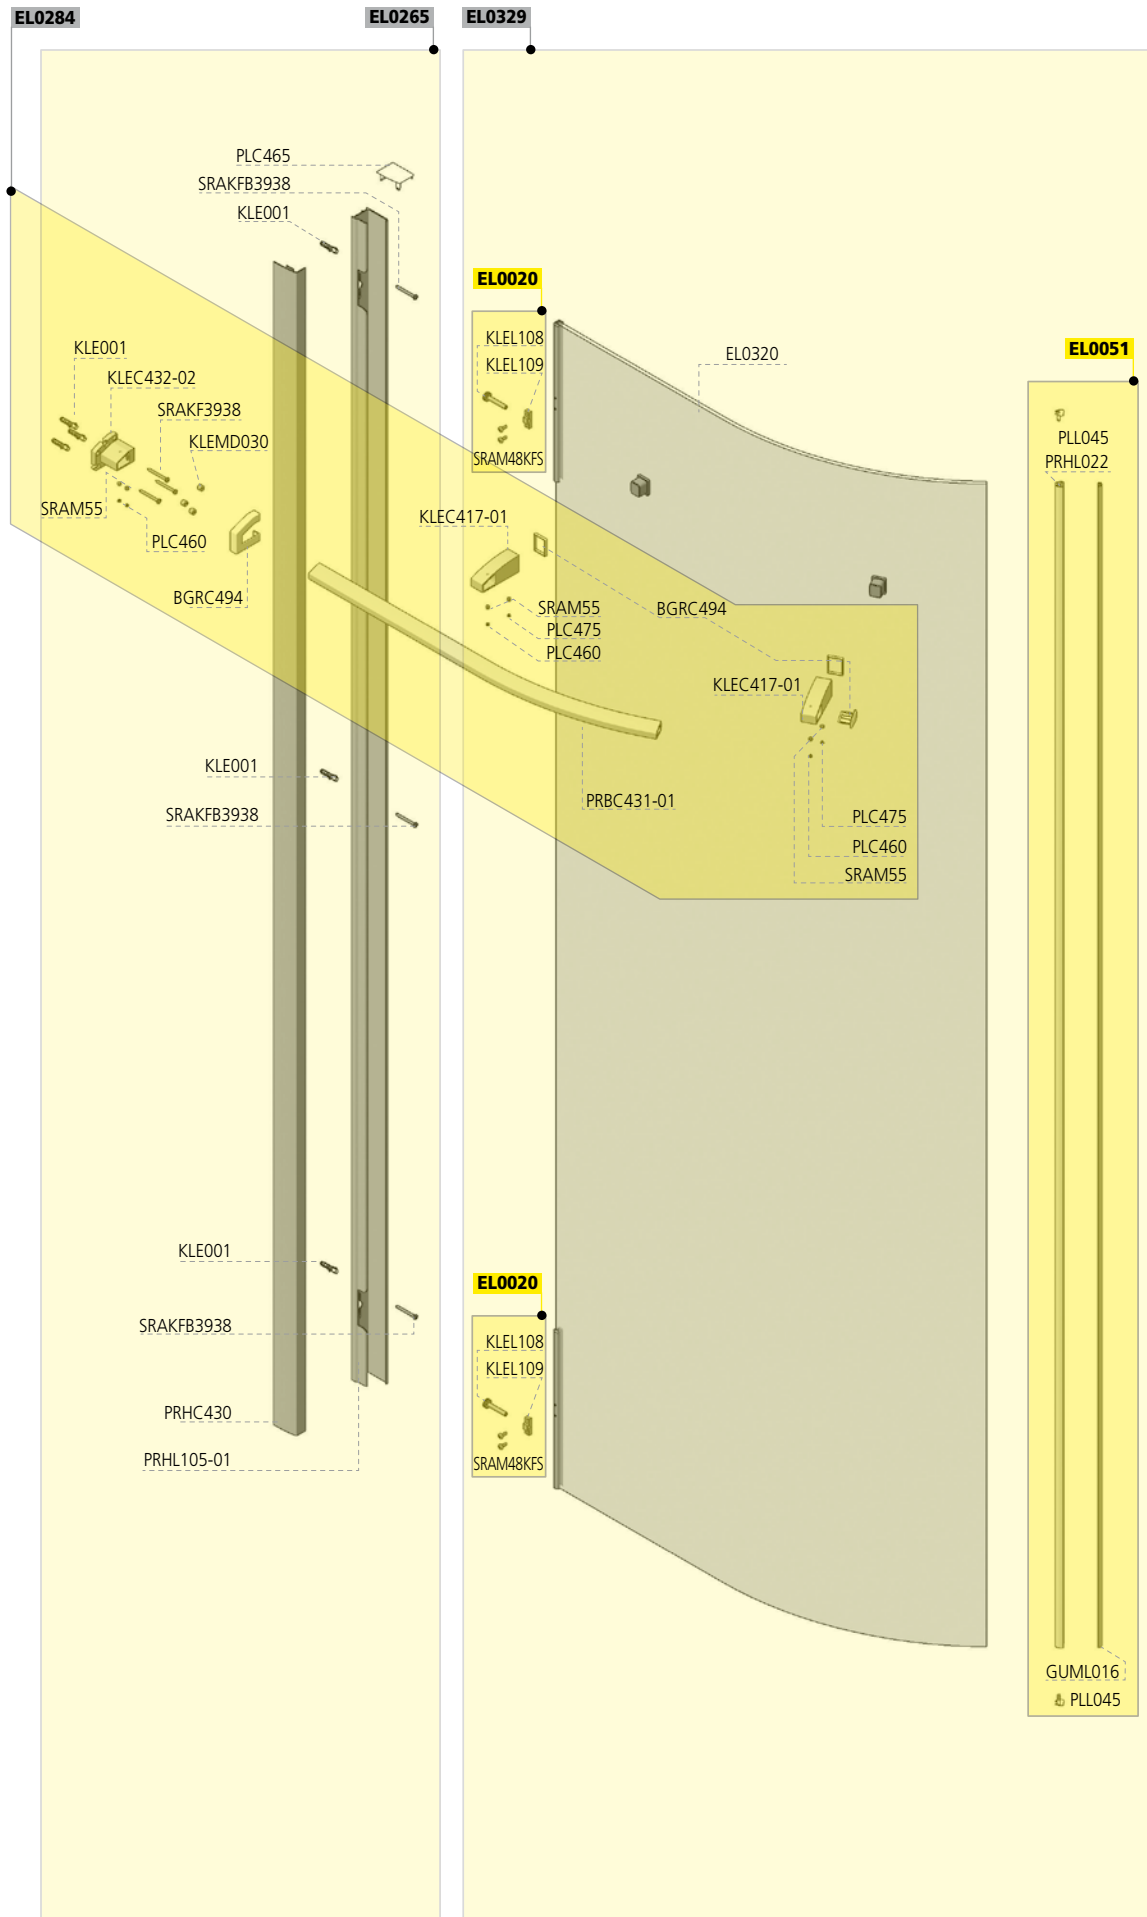 EL0284
EL0265
EL0329
PLC465
SRAKFB3938
KLE001
EL0020
KLEL108
KLEL109
SRAM48KFS
EL0320
EL0051
PLL045
PRHL022
KLE001
KLEC432-02
SRAKF3938
KLEMD030
SRAM55
PLC460
BGRC494
KLEC417-01
SRAM55
PLC475
PLC460
BGRC494
KLEC417-01
PRBC431-01
PLC475
PLC460
SRAM55
KLE001
SRAKFB3938
KLE001
SRAKFB3938
EL0020
KLEL108
KLEL109
SRAM48KFS
PRHC430
PRHL105-01
GUML016
PLL045